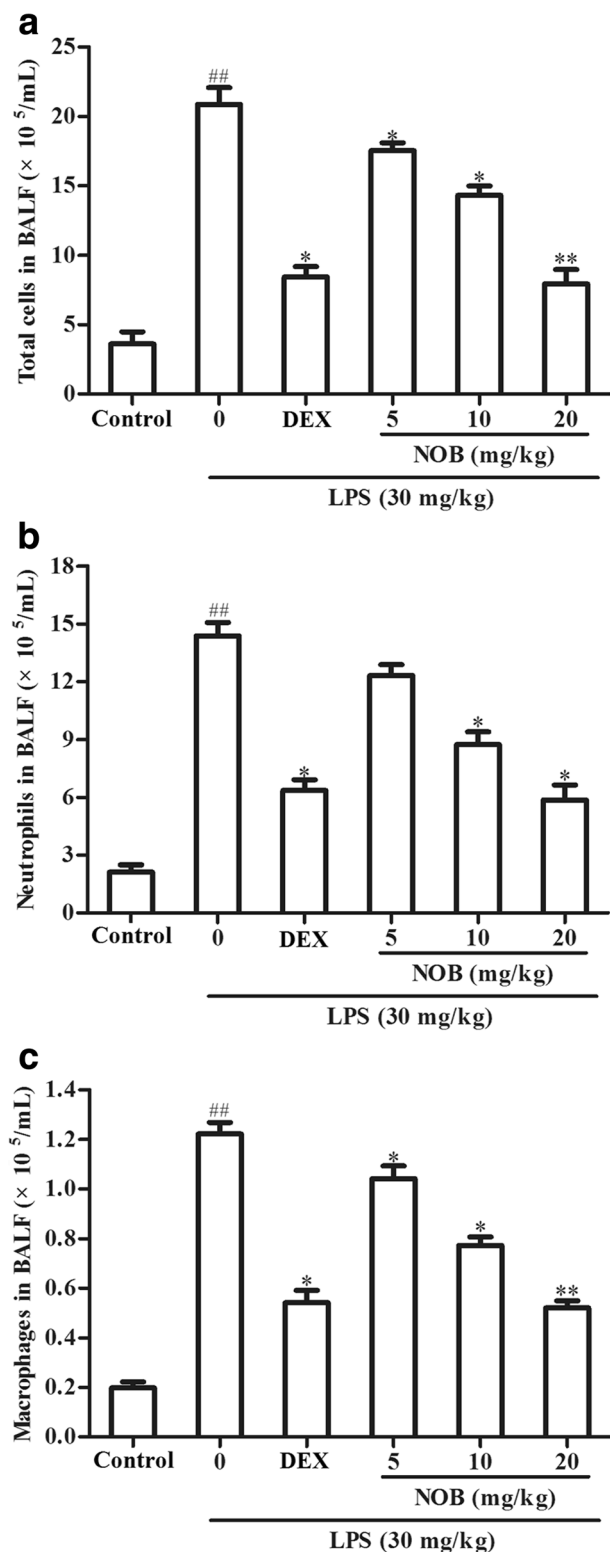 a
Total cells in BALF (× 10 5/mL)
25
20
15
10
5
0
##
*
*
*
**
Control 0 DEX 5 10 20
NOB (mg/kg)
LPS (30 mg/kg)
b
Neutrophils in BALF (× 10 5/mL)
18
15
12
9
6
3
0
##
*
*
*
Control 0 DEX 5 10 20
NOB (mg/kg)
LPS (30 mg/kg)
c
Macrophages in BALF (× 10 5/mL)
1.4
1.2
1.0
0.8
0.6
0.4
0.2
0.0
##
*
*
*
**
Control 0 DEX 5 10 20
NOB (mg/kg)
LPS (30 mg/kg)